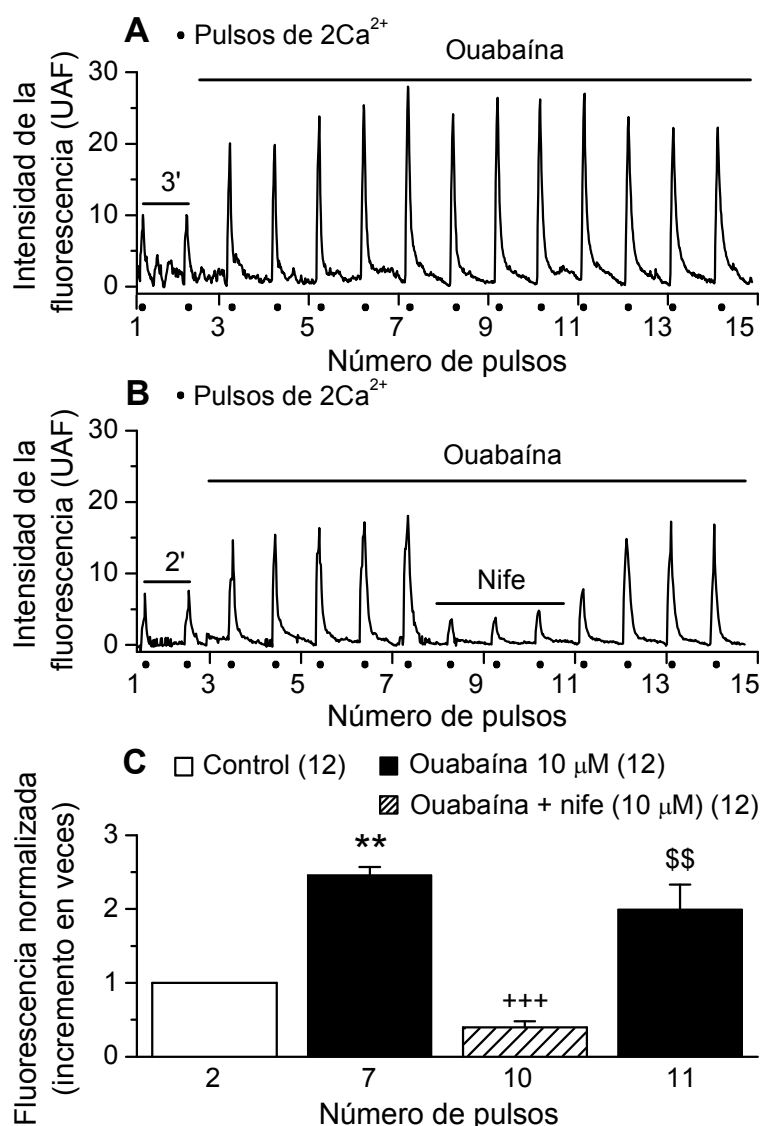 A • Pulsos de 2Ca²⁺
Ouabaína
Intensidad de la
fluorescencia (UAF)
30
20
10
0
3'
1 3 5 7 9 11 13 15
Número de pulsos
B • Pulsos de 2Ca²⁺
Ouabaína
Intensidad de la
fluorescencia (UAF)
30
20
10
0
2'
Nife
1 3 5 7 9 11 13 15
Número de pulsos
C Control (12) Ouabaína 10 μM (12)
Ouabaína + nife (10 μM) (12)
Fluorescencia normalizada
(incremento en veces)
3
2
1
0
** +++ $$
2 7 10 11
Número de pulsos